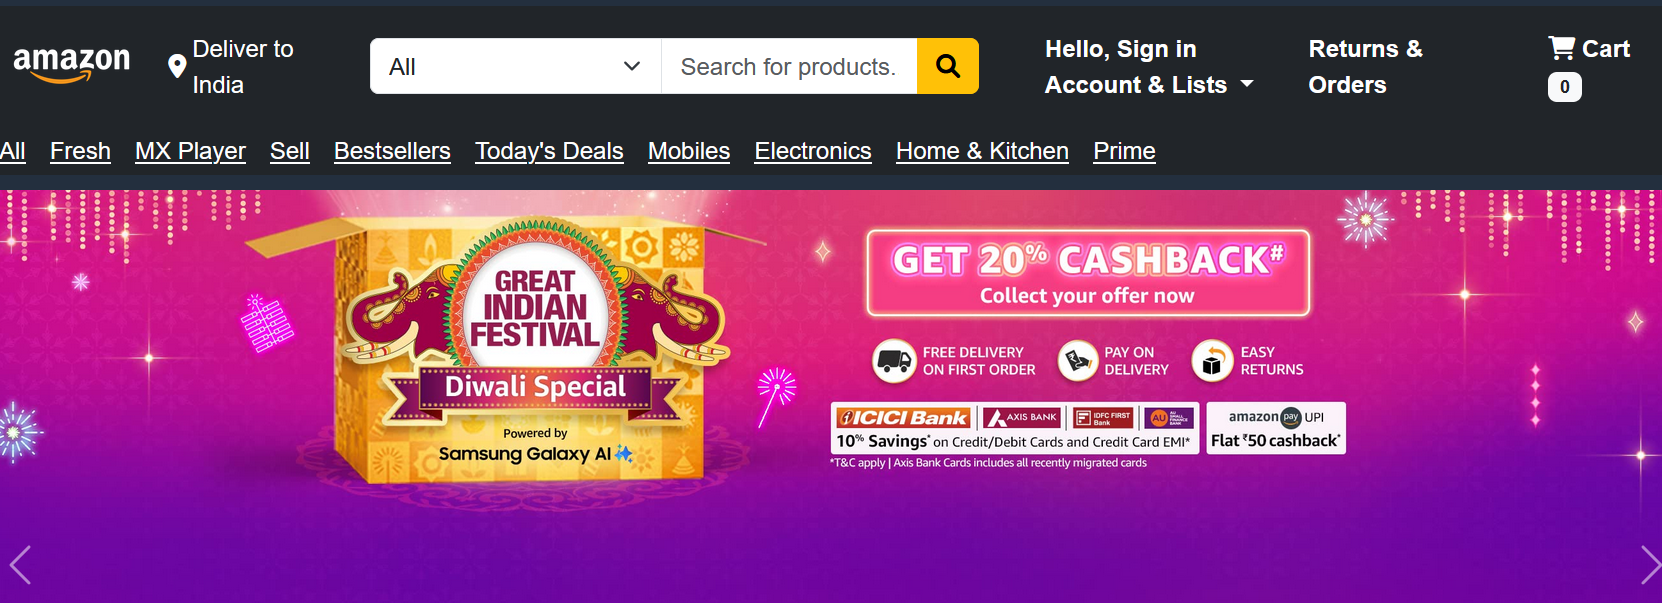 amazon
Deliver to
India
All
Search for products.
Hello, Sign in
Account & Lists
Returns &
Orders
Cart
0
All Fresh MX Player Sell Bestsellers Today's Deals Mobiles Electronics Home & Kitchen Prime
GREAT
INDIAN
FESTIVAL
Diwali Special
Powered by
Samsung Galaxy AI
GET 20% CASHBACK#
Collect your offer now
FREE DELIVERY
ON FIRST ORDER
PAY ON
DELIVERY
EASY
RETURNS
ICICI Bank AXIS BANK IDFC FIRST Bank AU SMALL FINANCE BANK
10% Savings* on Credit/Debit Cards and Credit Card EMI*
amazon pay UPI
Flat ₹50 cashback*
*T&C apply | Axis Bank Cards includes all recently migrated cards